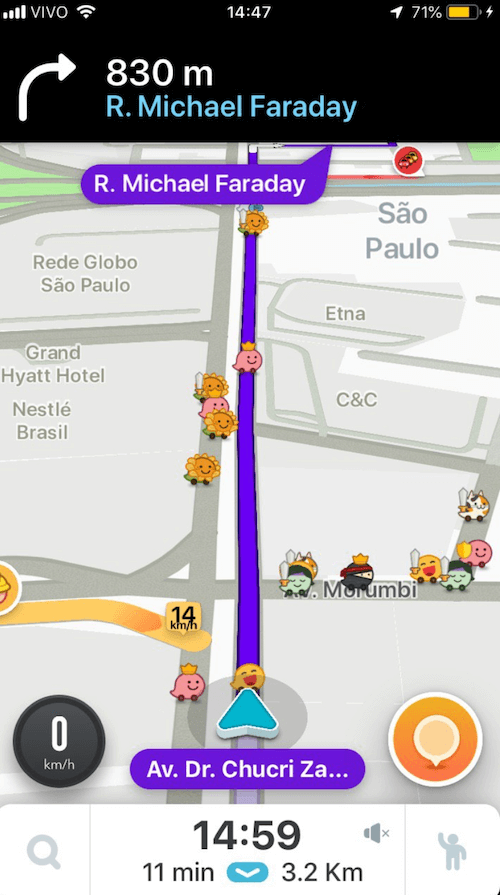 VIVO 14:47 71%
830 m
R. Michael Faraday
R. Michael Faraday
São
Paulo
Rede Globo
São Paulo
Etna
Grand
Hyatt Hotel
C&C
Nestlé
Brasil
Av. Morumbi
14
km/h
0
km/h
Av. Dr. Chucri Za...
14:59
11 min 3.2 Km